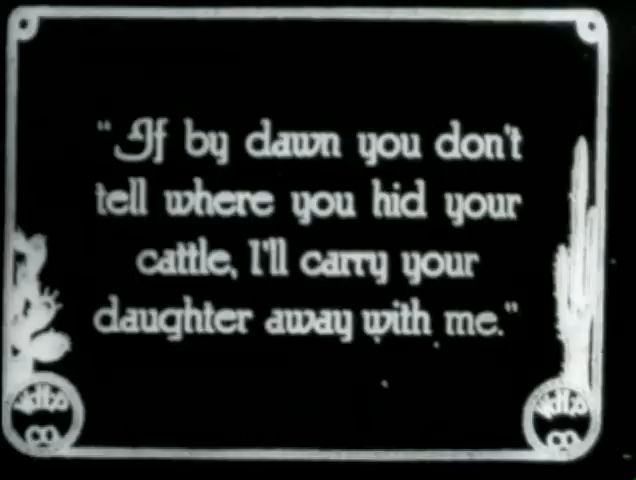 "If by dawn you don't
tell where you hid your
cattle, I'll carry your
daughter away with me."